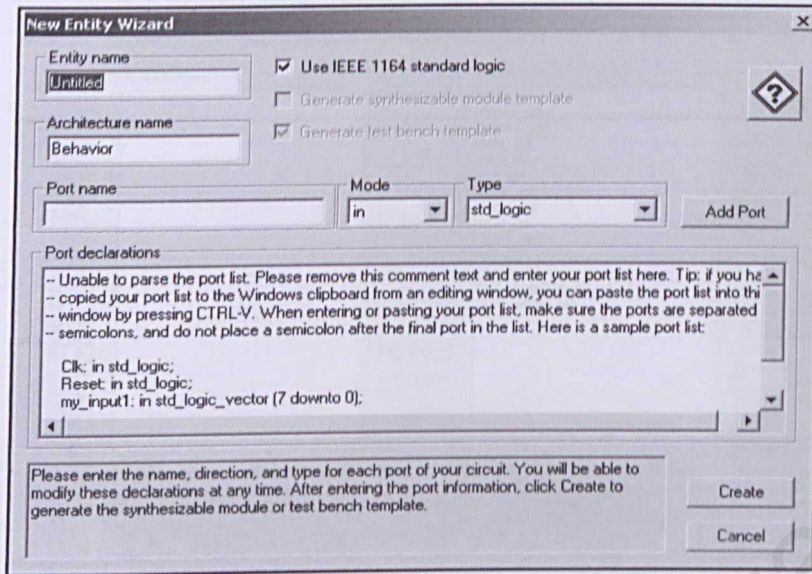 New Entity Wizard
Entity name
Untitled
Use IEEE 1164 standard logic
Generate synthesizable module template
Architecture name
Generate test bench template
Behavior
Port name
Mode
Type
in
std_logic
Add Port
Port declarations
-- Unable to parse the port list. Please remove this comment text and enter your port list here. Tip: if you ha
-- copied your port list to the Windows clipboard from an editing window, you can paste the port list into thi
-- window by pressing CTRL-V. When entering or pasting your port list, make sure the ports are separated
-- semicolons, and do not place a semicolon after the final port in the list. Here is a sample port list:
Clk: in std_logic;
Reset: in std_logic;
my_input1: in std_logic_vector (7 downto 0);
Please enter the name, direction, and type for each port of your circuit. You will be able to
modify these declarations at any time. After entering the port information, click Create to
generate the synthesizable module or test bench template.
Create
Cancel